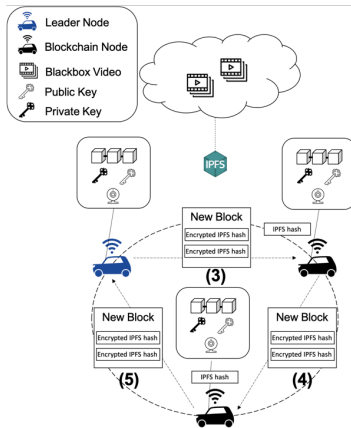 Leader Node
Blockchain Node
Blackbox Video
Public Key
Private Key
IPFS
New Block
Encrypted IPFS hash
Encrypted IPFS hash
(3)
IPFS hash
New Block
Encrypted IPFS hash
Encrypted IPFS hash
(5)
IPFS hash
New Block
Encrypted IPFS hash
Encrypted IPFS hash
(4)